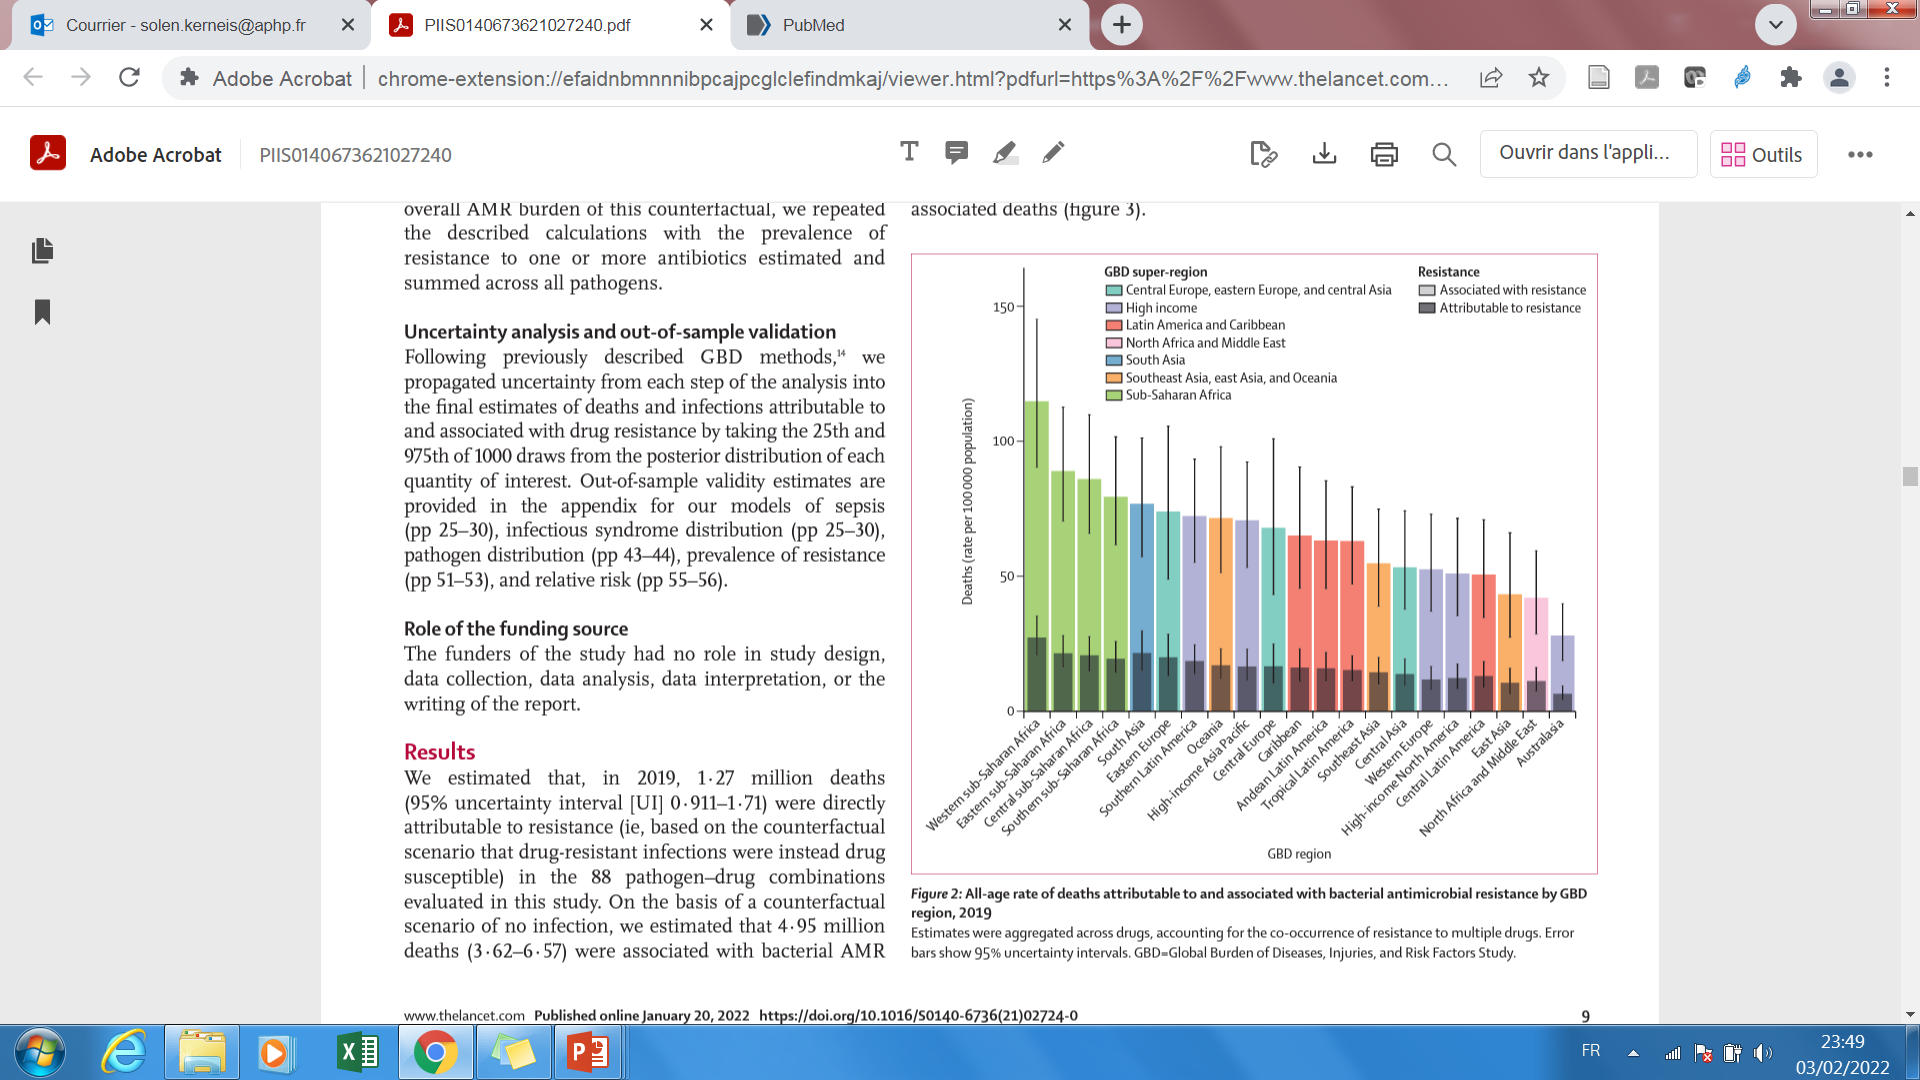 Courrier - solen.kerneis@aphp.fr
PIIS0140673621027240.pdf
PubMed
Adobe Acrobat
chrome-extension://efaidnbmnnnibpcajpcglclefindmkaj/viewer.html?pdfurl=https%3A%2F%2Fwww.thelancet.com...
Adobe Acrobat
PIIS0140673621027240
Ouvrir dans l'appli...
Outils
overall AMR burden of this counterfactual, we repeated
the described calculations with the prevalence of
resistance to one or more antibiotics estimated and
summed across all pathogens.
Uncertainty analysis and out-of-sample validation
Following previously described GBD methods,14 we
propagated uncertainty from each step of the analysis into
the final estimates of deaths and infections attributable to
and associated with drug resistance by taking the 25th and
975th of 1000 draws from the posterior distribution of each
quantity of interest. Out-of-sample validity estimates are
provided in the appendix for our models of sepsis
(pp 25–30), infectious syndrome distribution (pp 25–30),
pathogen distribution (pp 43–44), prevalence of resistance
(pp 51–53), and relative risk (pp 55–56).
Role of the funding source
The funders of the study had no role in study design,
data collection, data analysis, data interpretation, or the
writing of the report.
Results
We estimated that, in 2019, 1·27 million deaths
(95% uncertainty interval [UI] 0·911–1·71) were directly
attributable to resistance (ie, based on the counterfactual
scenario that drug-resistant infections were instead drug
susceptible) in the 88 pathogen–drug combinations
evaluated in this study. On the basis of a counterfactual
scenario of no infection, we estimated that 4·95 million
deaths (3·62–6·57) were associated with bacterial AMR
associated deaths (figure 3).
GBD super-region
Central Europe, eastern Europe, and central Asia
High income
Latin America and Caribbean
North Africa and Middle East
South Asia
Southeast Asia, east Asia, and Oceania
Sub-Saharan Africa
Resistance
Associated with resistance
Attributable to resistance
Deaths (rate per 100 000 population)
150
100
50
0
Western sub-Saharan Africa
Eastern sub-Saharan Africa
Central sub-Saharan Africa
Southern sub-Saharan Africa
South Asia
Eastern Europe
Southern Latin America
Oceania
High-income Asia Pacific
Central Europe
Caribbean
Andean Latin America
Tropical Latin America
Southeast Asia
Central Asia
Western Europe
High-income North America
Central Latin America
East Asia
North Africa and Middle East
Australasia
GBD region
Figure 2: All-age rate of deaths attributable to and associated with bacterial antimicrobial resistance by GBD
region, 2019
Estimates were aggregated across drugs, accounting for the co-occurrence of resistance to multiple drugs. Error
bars show 95% uncertainty intervals. GBD=Global Burden of Diseases, Injuries, and Risk Factors Study.
www.thelancet.com Published online January 20, 2022 https://doi.org/10.1016/S0140-6736(21)02724-0
9
FR
23:49
03/02/2022